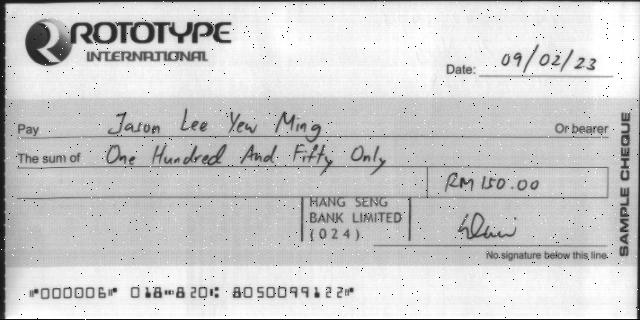 ROTOTYPE
INTERNATIONAL
Date: 09/02/23
Pay Jason Lee Yew Ming Or bearer
The sum of One Hundred And Fifty Only
RM 150.00
HANG SENG
BANK LIMITED
(024)
No.signature below this line
SAMPLE CHEQUE
⑈000006⑈ 018⑉820⑆ 8050099122⑈